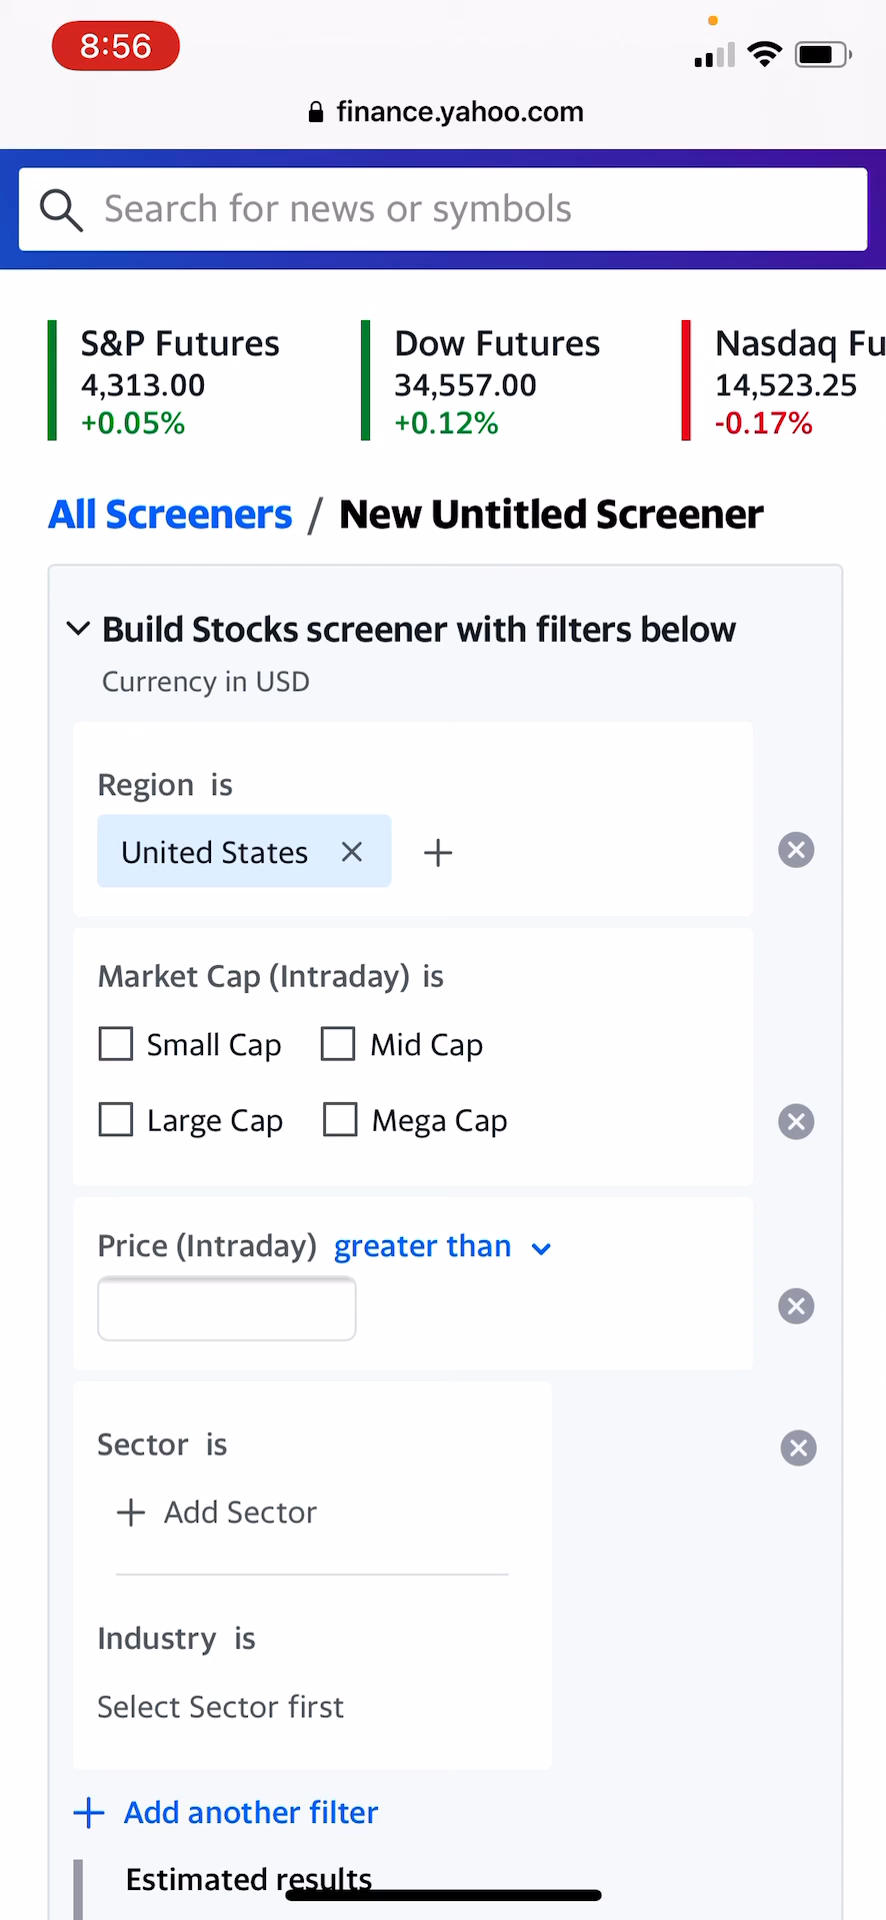 8:56
finance.yahoo.com
Search for news or symbols
S&P Futures
4,313.00
+0.05%
Dow Futures
34,557.00
+0.12%
Nasdaq Fu
14,523.25
-0.17%
All Screeners / New Untitled Screener
Build Stocks screener with filters below
Currency in USD
Region is
United States
Market Cap (Intraday) is
Small Cap Mid Cap
Large Cap Mega Cap
Price (Intraday) greater than
Sector is
+ Add Sector
Industry is
Select Sector first
+ Add another filter
Estimated results